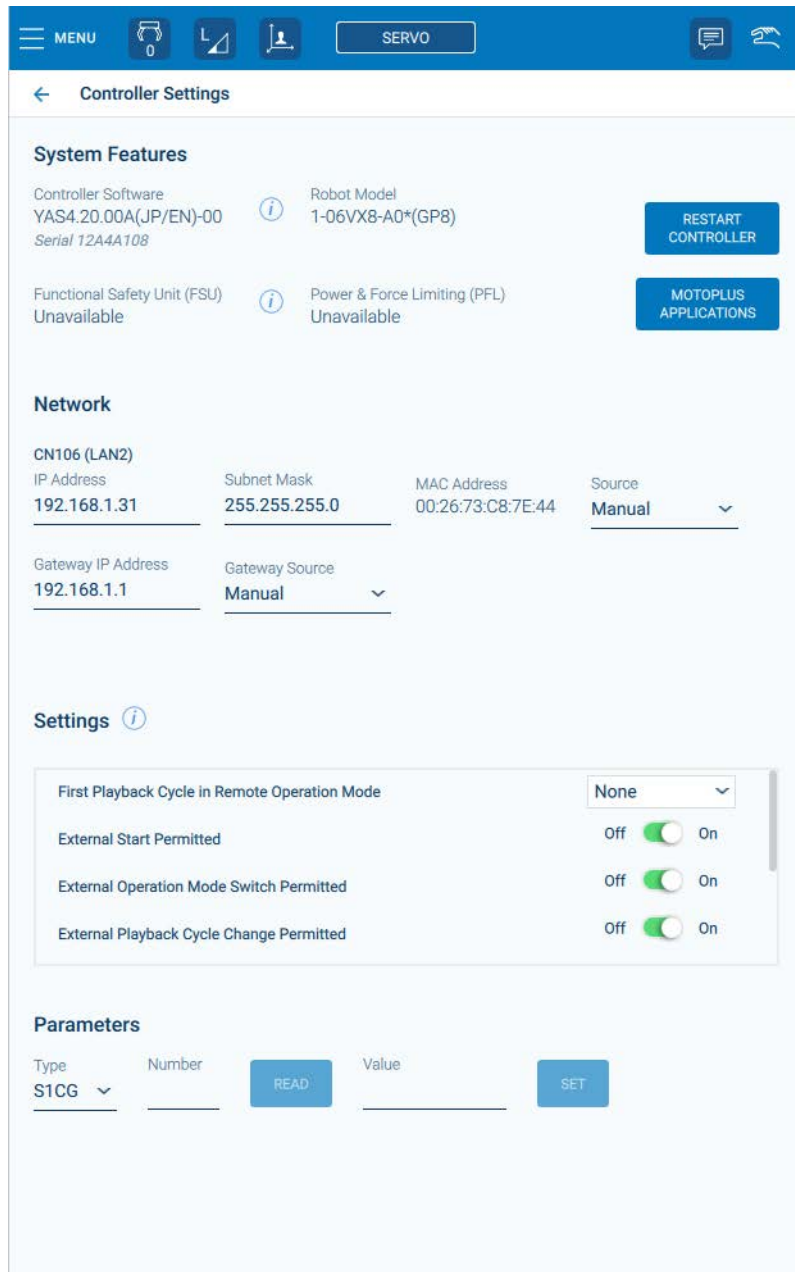 MENU
0
L
SERVO
Controller Settings
System Features
Controller Software
YAS4.20.00A(JP/EN)-00
Serial 12A4A108
i
Robot Model
1-06VX8-A0*(GP8)
RESTART
CONTROLLER
Functional Safety Unit (FSU)
Unavailable
i
Power & Force Limiting (PFL)
Unavailable
MOTOPLUS
APPLICATIONS
Network
CN106 (LAN2)
IP Address
192.168.1.31
Subnet Mask
255.255.255.0
MAC Address
00:26:73:C8:7E:44
Source
Manual
Gateway IP Address
192.168.1.1
Gateway Source
Manual
Settings i
First Playback Cycle in Remote Operation Mode None
External Start Permitted Off On
External Operation Mode Switch Permitted Off On
External Playback Cycle Change Permitted Off On
Parameters
Type
S1CG
Number
READ
Value
SET